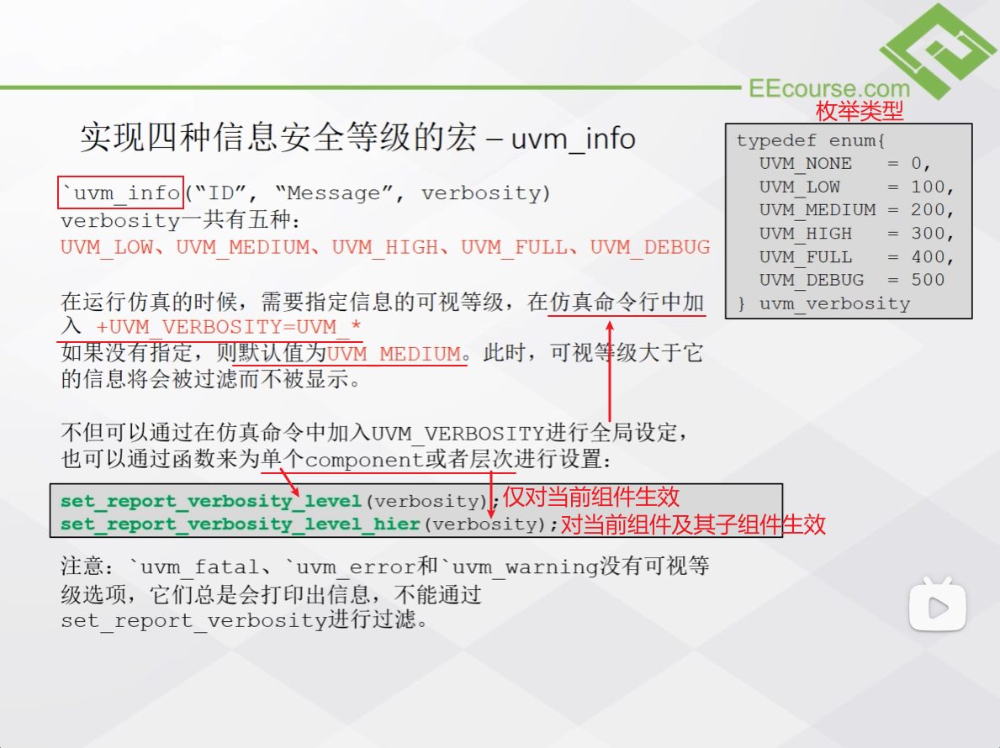 EEcourse.com
枚举类型
实现四种信息安全等级的宏 – uvm_info
typedef enum{
UVM_NONE = 0,
UVM_LOW = 100,
UVM_MEDIUM = 200,
UVM_HIGH = 300,
UVM_FULL = 400,
UVM_DEBUG = 500
} uvm_verbosity
`uvm_info(“ID”, “Message”, verbosity)
verbosity一共有五种：
UVM_LOW、UVM_MEDIUM、UVM_HIGH、UVM_FULL、UVM_DEBUG
在运行仿真的时候，需要指定信息的可视等级，在仿真命令行中加
入 +UVM_VERBOSITY=UVM_*
如果没有指定，则默认值为UVM_MEDIUM。此时，可视等级大于它
的信息将会被过滤而不被显示。
不但可以通过在仿真命令中加入UVM_VERBOSITY进行全局设定，
也可以通过函数来为单个component或者层次进行设置：
set_report_verbosity_level(verbosity);仅对当前组件生效
set_report_verbosity_level_hier(verbosity);对当前组件及其子组件生效
注意：`uvm_fatal、`uvm_error和`uvm_warning没有可视等
级选项，它们总是会打印出信息，不能通过
set_report_verbosity进行过滤。